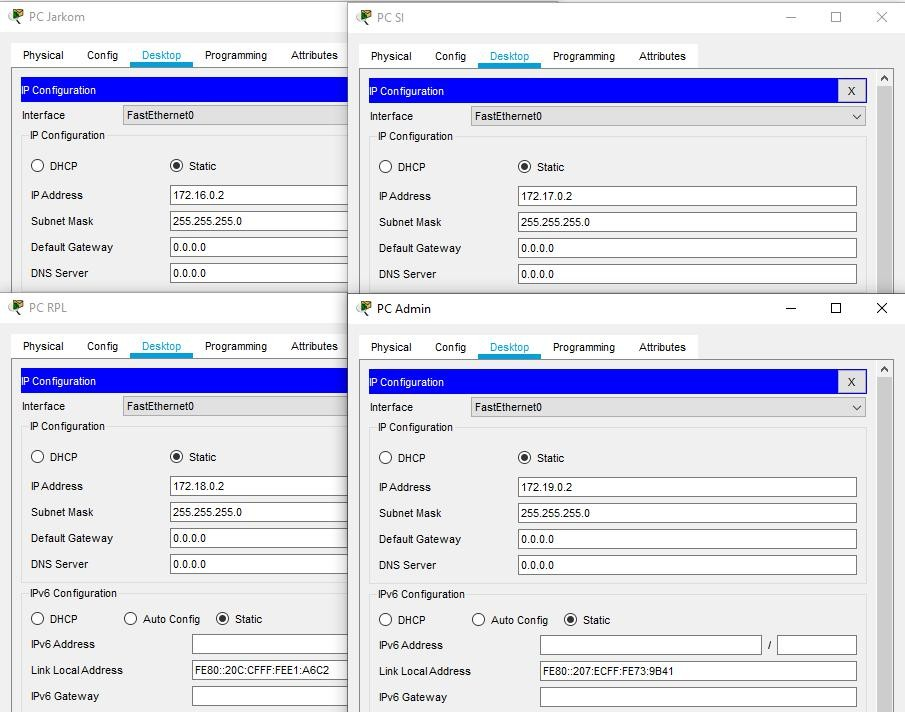 PC Jarkom
Physical Config Desktop Programming Attributes
IP Configuration
Interface FastEthernet0
IP Configuration
DHCP Static
IP Address 172.16.0.2
Subnet Mask 255.255.255.0
Default Gateway 0.0.0.0
DNS Server 0.0.0.0
PC SI
Physical Config Desktop Programming Attributes
IP Configuration X
Interface FastEthernet0
IP Configuration
DHCP Static
IP Address 172.17.0.2
Subnet Mask 255.255.255.0
Default Gateway 0.0.0.0
DNS Server 0.0.0.0
PC RPL
Physical Config Desktop Programming Attributes
IP Configuration
Interface FastEthernet0
IP Configuration
DHCP Static
IP Address 172.18.0.2
Subnet Mask 255.255.255.0
Default Gateway 0.0.0.0
DNS Server 0.0.0.0
IPv6 Configuration
DHCP Auto Config Static
IPv6 Address
Link Local Address FE80::20C:CFFF:FEE1:A6C2
IPv6 Gateway
PC Admin
Physical Config Desktop Programming Attributes
IP Configuration X
Interface FastEthernet0
IP Configuration
DHCP Static
IP Address 172.19.0.2
Subnet Mask 255.255.255.0
Default Gateway 0.0.0.0
DNS Server 0.0.0.0
IPv6 Configuration
DHCP Auto Config Static
IPv6 Address /
Link Local Address FE80::207:ECFF:FE73:9B41
IPv6 Gateway